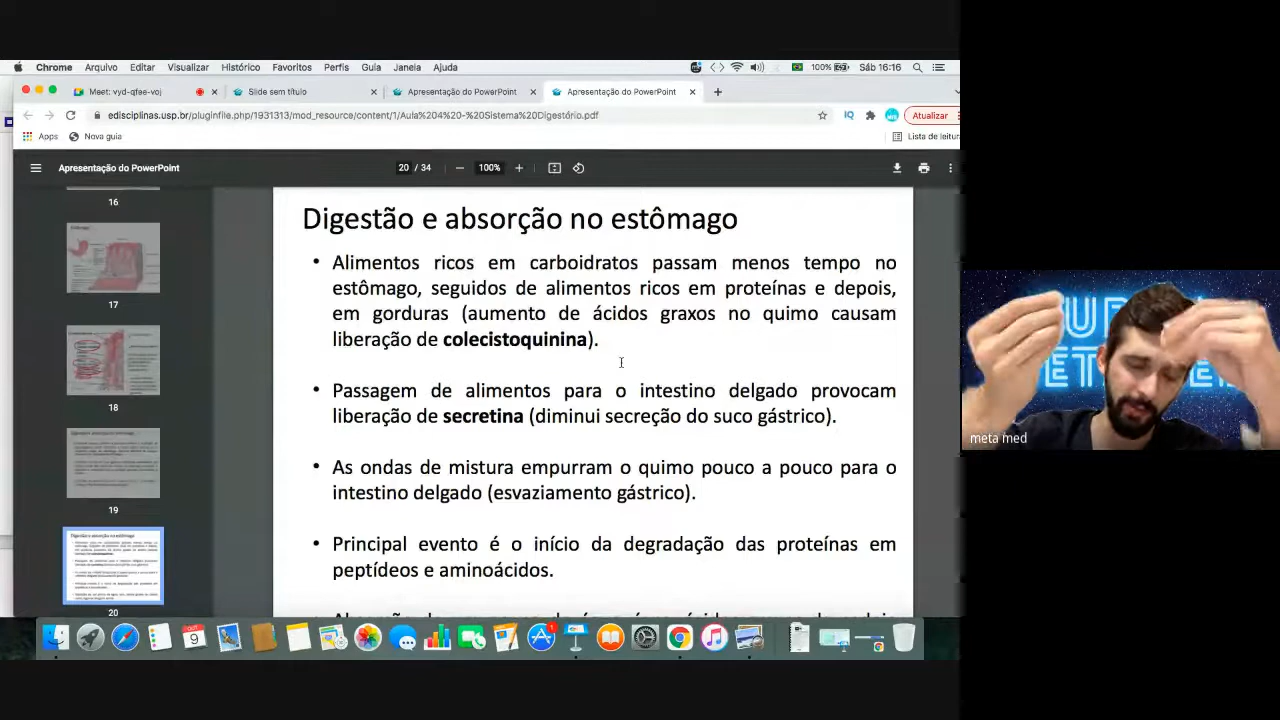 Chrome Arquivo Editar Visualizar Histórico Favoritos Perfis Guia Janela Ajuda 100% Sáb 16:16
Meet: vyd-qfee-voj Slide sem título Apresentação do PowerPoint Apresentação do PowerPoint
edisciplinas.usp.br/pluginfile.php/1931313/mod_resource/content/1/Aula%204%20-%20Sistema%20Digestório.pdf IQ Atualizar
Apps Nova guia Lista de leitura
Apresentação do PowerPoint 20 / 34 100%
16
17
18
19
20
Digestão e absorção no estômago
• Alimentos ricos em carboidratos passam menos tempo no
estômago, seguidos de alimentos ricos em proteínas e depois,
em gorduras (aumento de ácidos graxos no quimo causam
liberação de colecistoquinina).
• Passagem de alimentos para o intestino delgado provocam
liberação de secretina (diminui secreção do suco gástrico).
• As ondas de mistura empurram o quimo pouco a pouco para o
intestino delgado (esvaziamento gástrico).
• Principal evento é início da degradação das proteínas em
peptídeos e aminoácidos.
meta med
OUT
9
1